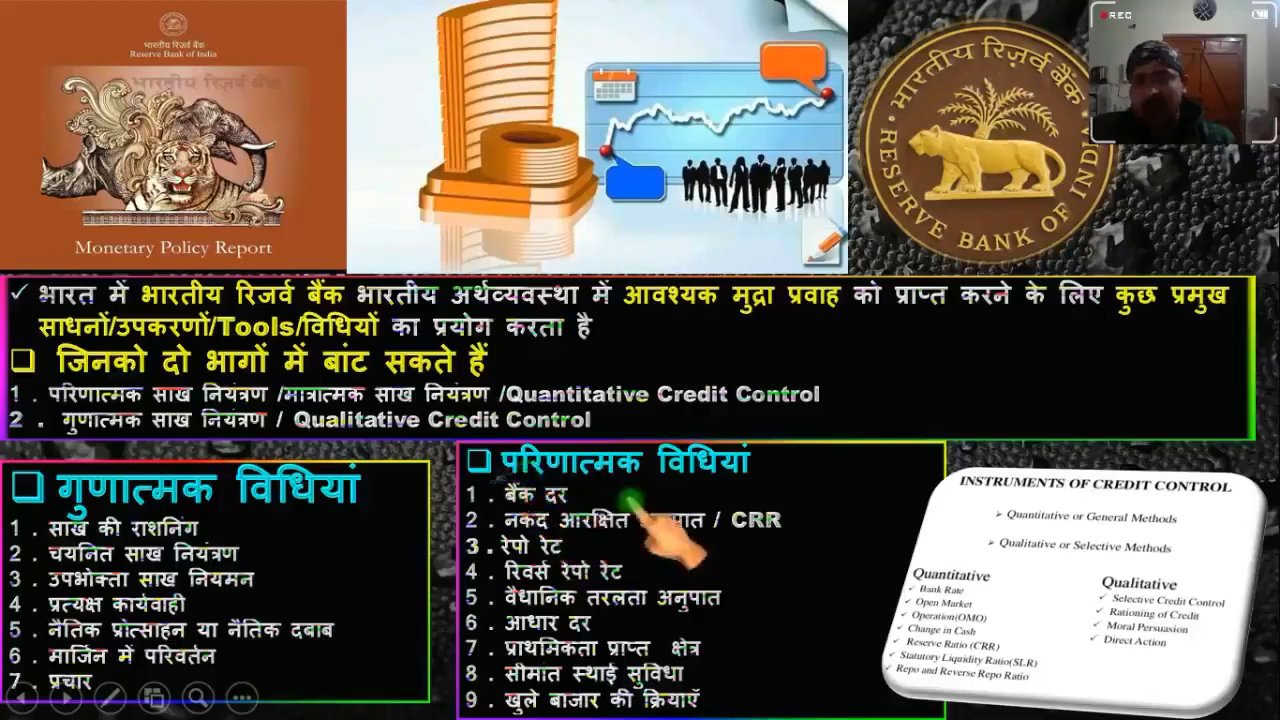 भारतीय रिज़र्व बैंक
Reserve Bank of India
भारतीय रिज़र्व बैंक
Monetary Policy Report
भारतीय रिज़र्व बैंक
RESERVE BANK OF INDIA
REC
✓ भारत में भारतीय रिजर्व बैंक भारतीय अर्थव्यवस्था में आवश्यक मुद्रा प्रवाह को प्राप्त करने के लिए कुछ प्रमुख
साधनों/उपकरणों/Tools/विधियों का प्रयोग करता है
❑ जिनको दो भागों में बांट सकते हैं
1. परिणात्मक साख नियंत्रण /मात्रात्मक साख नियंत्रण /Quantitative Credit Control
2. गुणात्मक साख नियंत्रण / Qualitative Credit Control
❑ गुणात्मक विधियां
1. साख की राशनिंग
2. चयनित साख नियंत्रण
3. उपभोक्ता साख नियमन
4. प्रत्यक्ष कार्यवाही
5. नैतिक प्रोत्साहन या नैतिक दबाब
6. मार्जिन में परिवर्तन
7. प्रचार
❑ परिणात्मक विधियां
1. बैंक दर
2. नकद आरक्षित / CRR
3. रेपो रेट
4. रिवर्स रेपो रेट
5. वैधानिक तरलता अनुपात
6. आधार दर
7. प्राथमिकता प्राप्त क्षेत्र
8. सीमांत स्थाई सुविधा
9. खुले बाजार की क्रियाएँ
INSTRUMENTS OF CREDIT CONTROL
➢ Quantitative or General Methods
➢ Qualitative or Selective Methods
Quantitative
✓ Bank Rate
✓ Open Market
✓ Operation(OMO)
✓ Change in Cash
✓ Reserve Ratio (CRR)
✓ Statutory Liquidity Ratio(SLR)
✓ Repo and Reverse Repo Ratio
Qualitative
✓ Selective Credit Control
✓ Rationing of Credit
✓ Moral Persuasion
✓ Direct Action